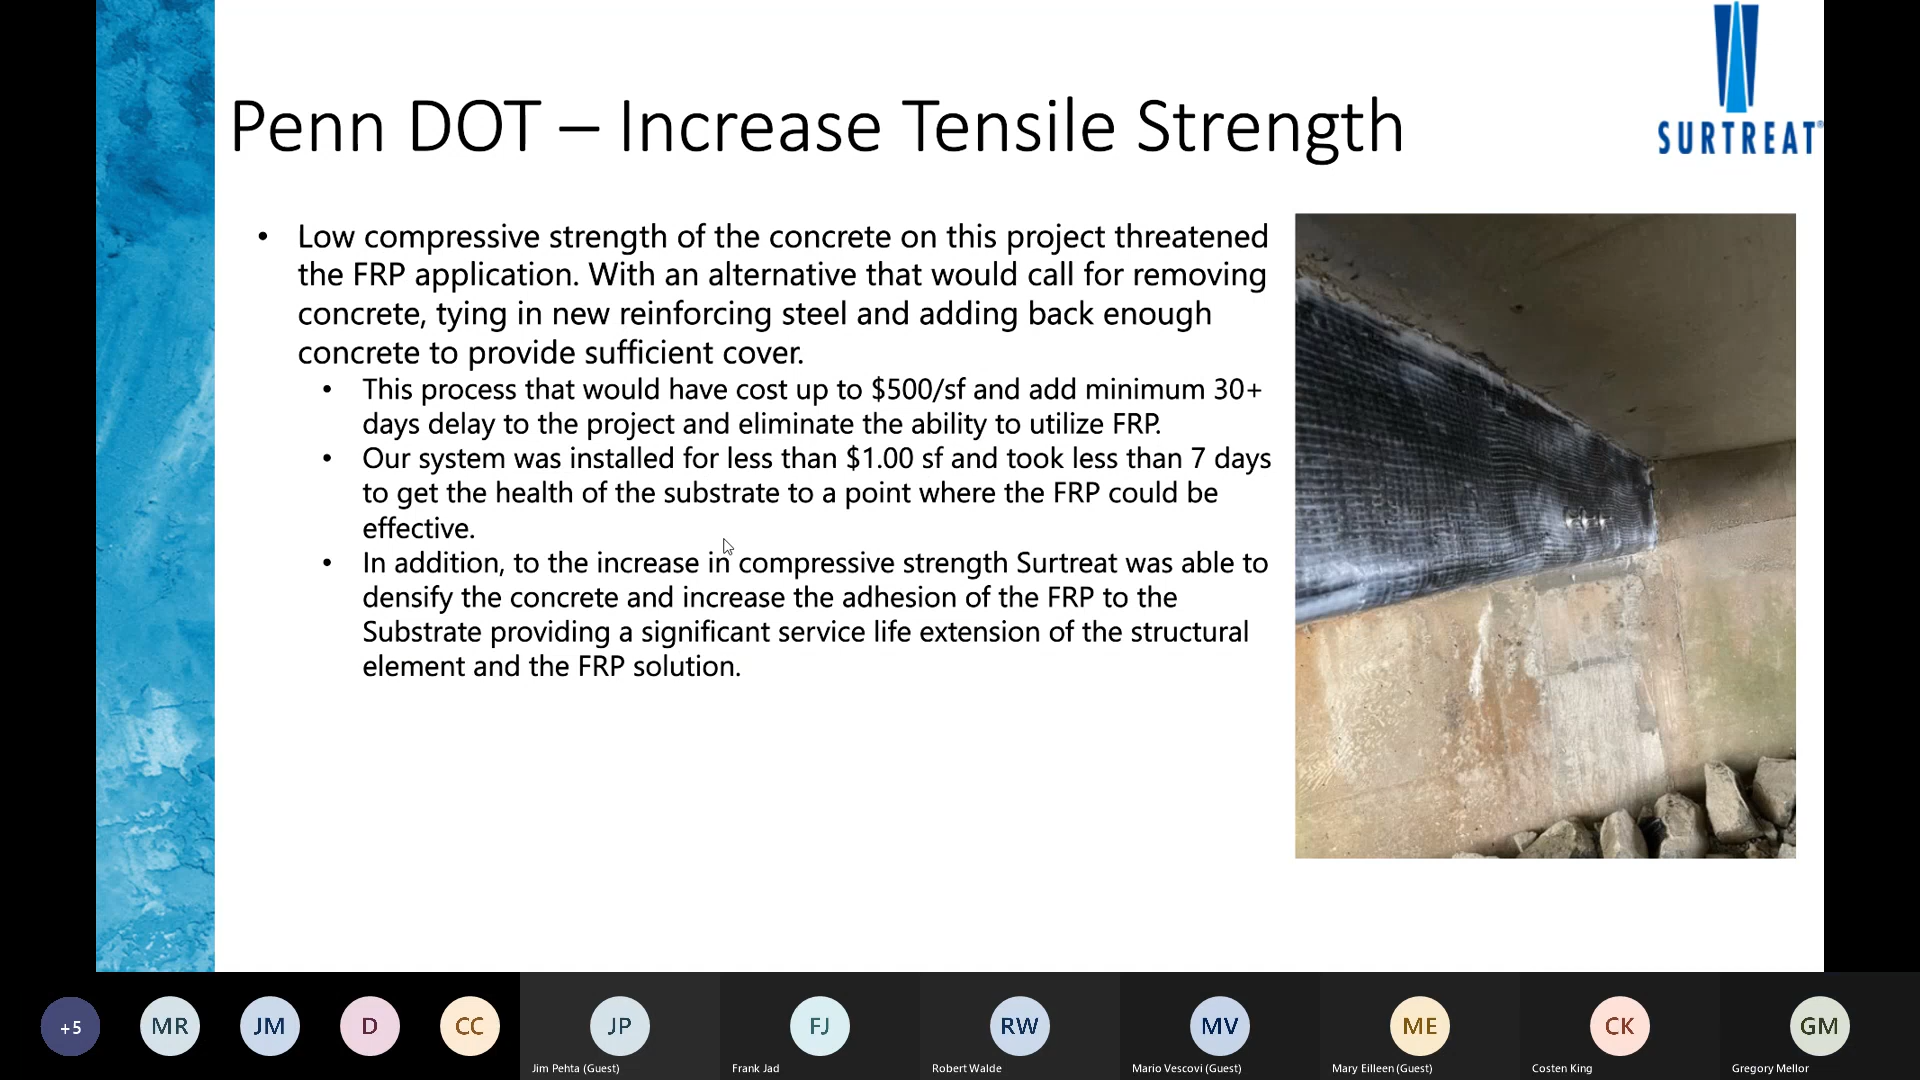 SURTREAT®
Penn DOT – Increase Tensile Strength
• Low compressive strength of the concrete on this project threatened
the FRP application. With an alternative that would call for removing
concrete, tying in new reinforcing steel and adding back enough
concrete to provide sufficient cover.
• This process that would have cost up to $500/sf and add minimum 30+
days delay to the project and eliminate the ability to utilize FRP.
• Our system was installed for less than $1.00 sf and took less than 7 days
to get the health of the substrate to a point where the FRP could be
effective.
• In addition, to the increase in compressive strength Surtreat was able to
densify the concrete and increase the adhesion of the FRP to the
Substrate providing a significant service life extension of the structural
element and the FRP solution.
+5
MR
JM
D
CC
JP
Jim Pehta (Guest)
FJ
Frank Jad
RW
Robert Walde
MV
Mario Vescovi (Guest)
ME
Mary Eilleen (Guest)
CK
Costen King
GM
Gregory Mellor